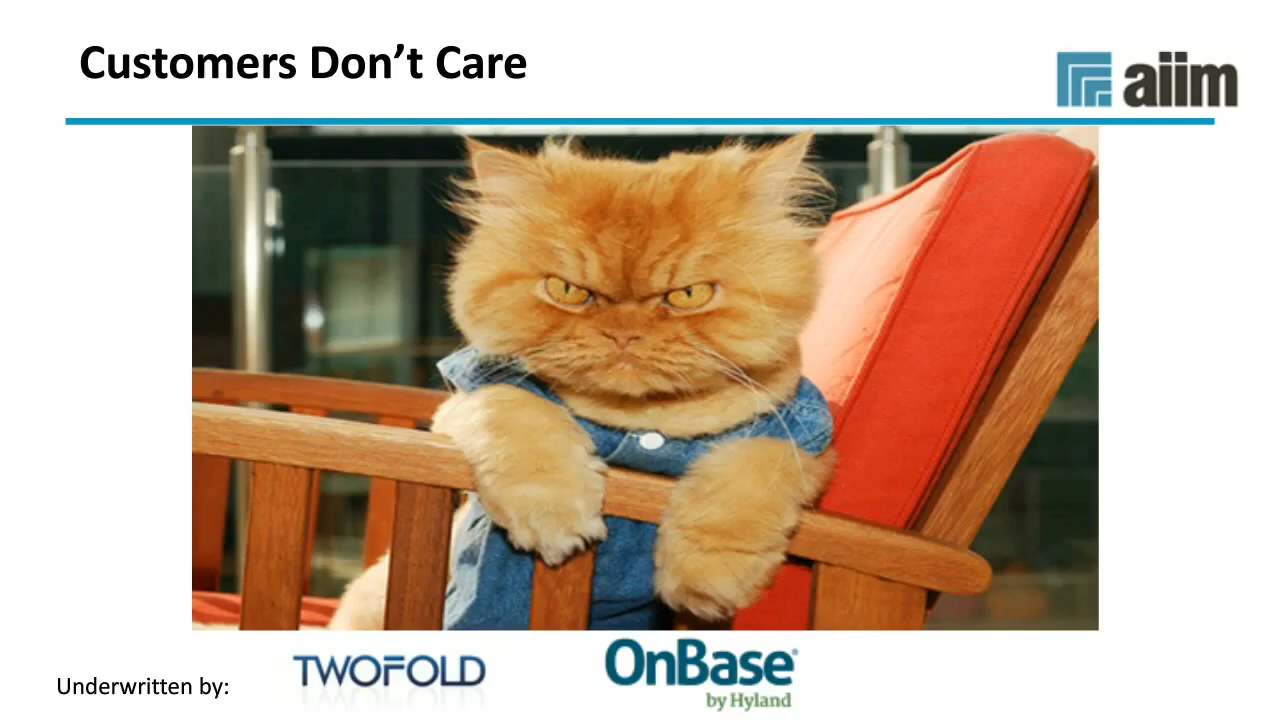 Customers Don’t Care
aiim
Underwritten by:
TWOFOLD
OnBase®
by Hyland